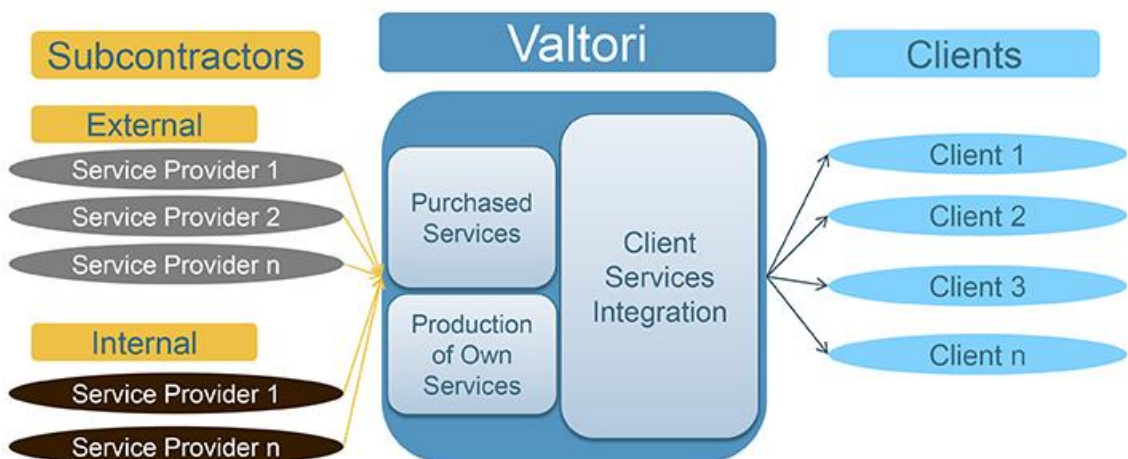 Subcontractors
External
Service Provider 1
Service Provider 2
Service Provider n
Internal
Service Provider 1
Service Provider n
Valtori
Purchased
Services
Production
of Own
Services
Client
Services
Integration
Clients
Client 1
Client 2
Client 3
Client n